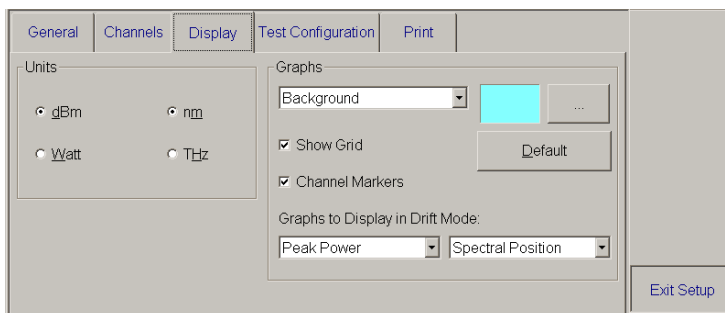 General Channels Display Test Configuration Print
Units
dBm nm
Watt THz
Graphs
Background ...
Show Grid Default
Channel Markers
Graphs to Display in Drift Mode:
Peak Power Spectral Position
Exit Setup